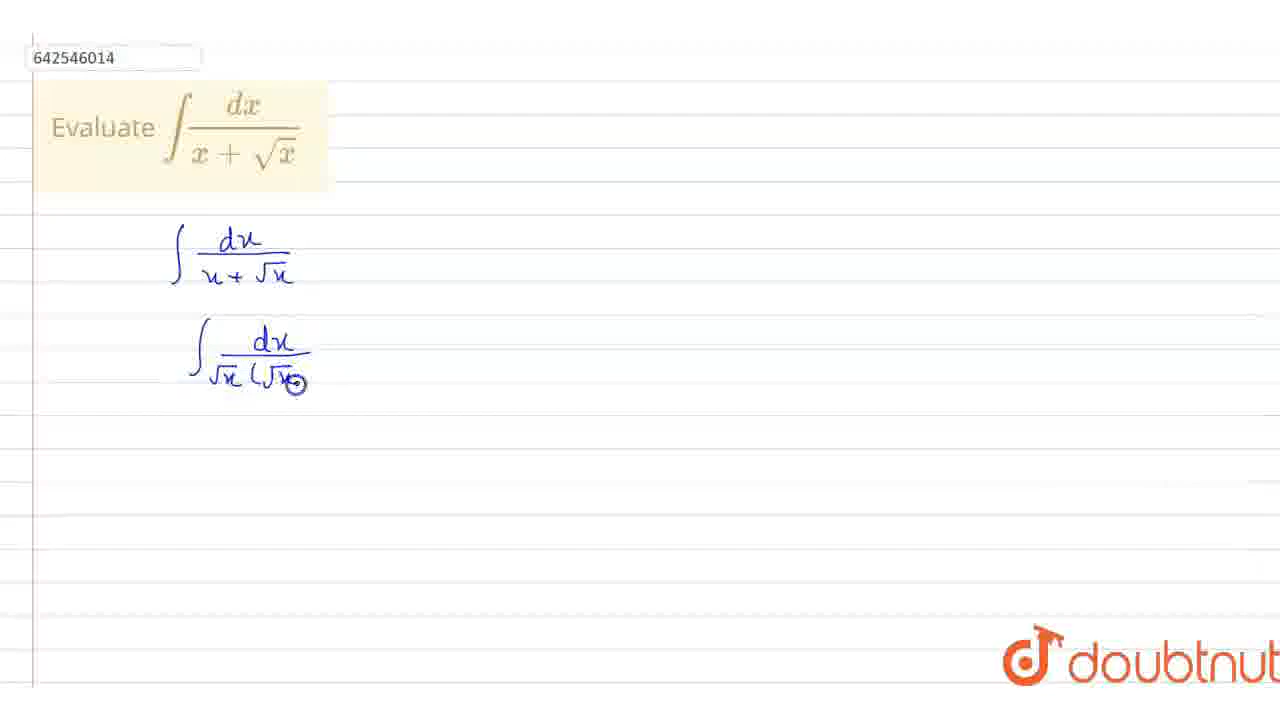 642546014
Evaluate ∫ dx / (x + √x)
∫ dx / (x + √x)
∫ dx / (√x (√x
doubtnut